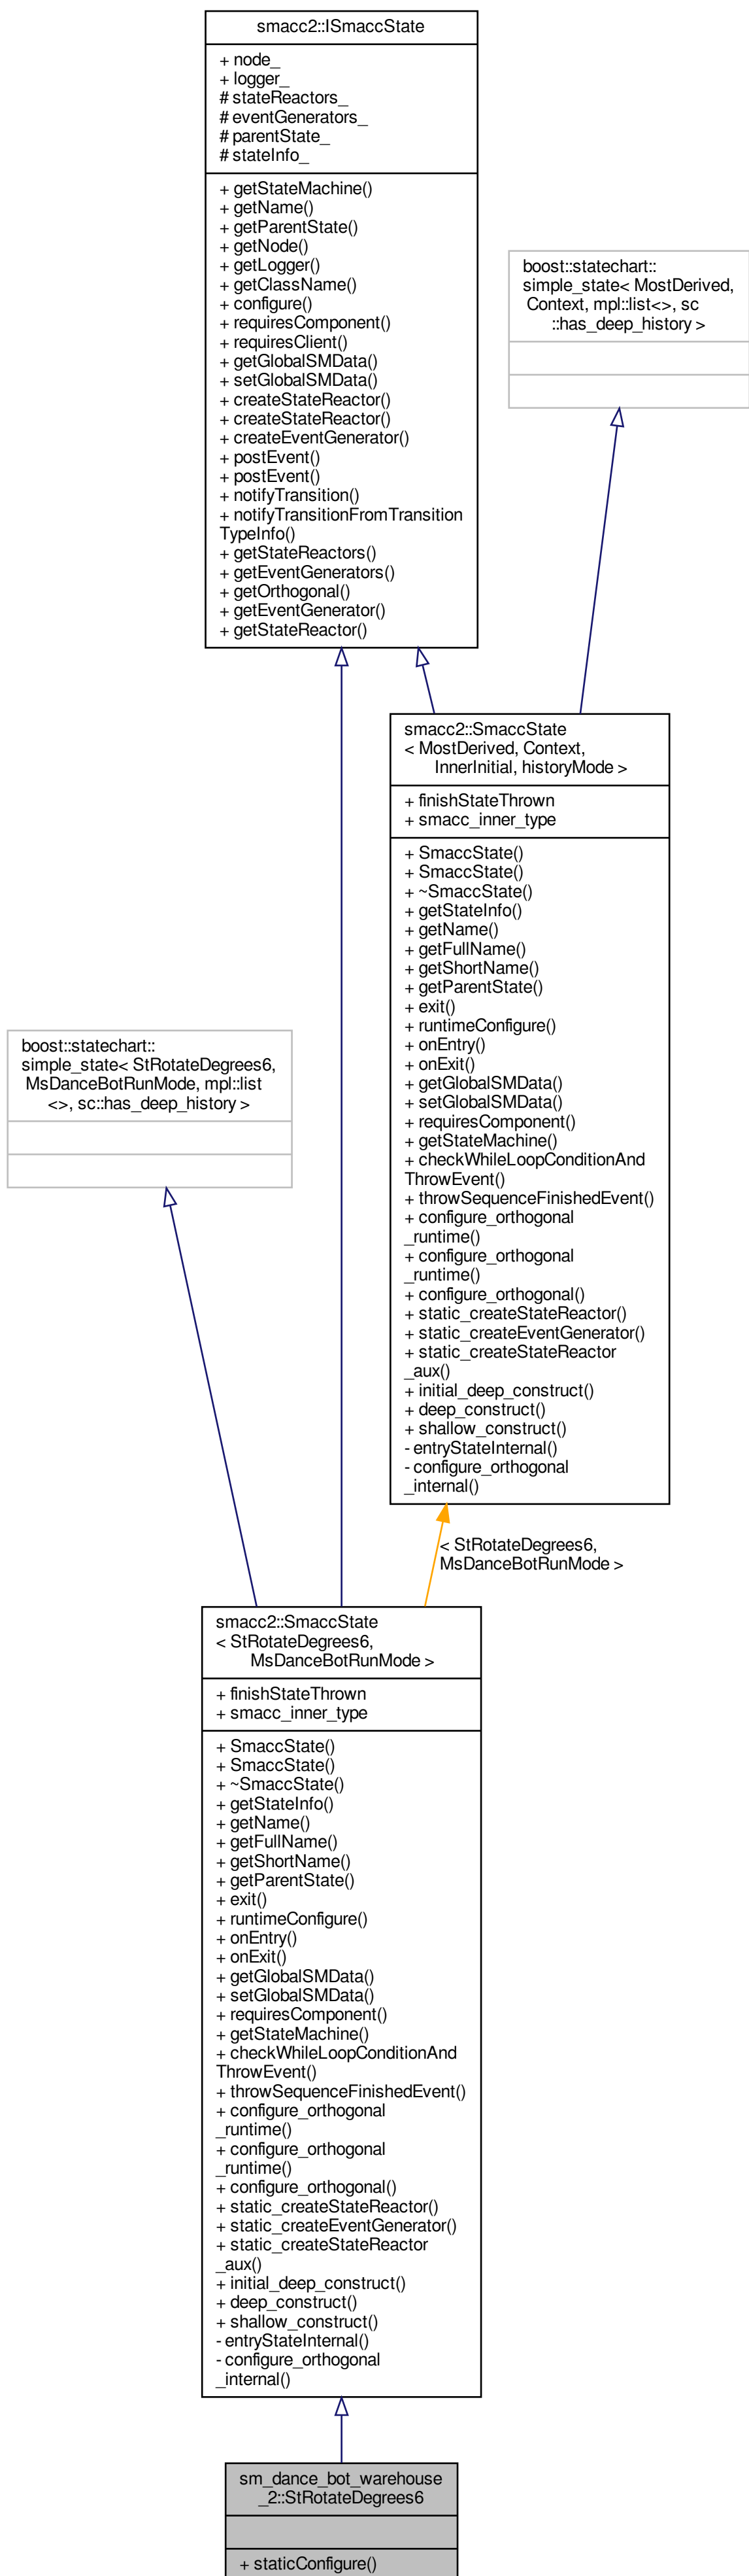 smacc2::ISmaccState
+ node_
+ logger_
# stateReactors_
# eventGenerators_
# parentState_
# stateInfo_
+ getStateMachine()
+ getName()
+ getParentState()
+ getNode()
+ getLogger()
+ getClassName()
+ configure()
+ requiresComponent()
+ requiresClient()
+ getGlobalSMData()
+ setGlobalSMData()
+ createStateReactor()
+ createStateReactor()
+ createEventGenerator()
+ postEvent()
+ postEvent()
+ notifyTransition()
+ notifyTransitionFromTransition
TypeInfo()
+ getStateReactors()
+ getEventGenerators()
+ getOrthogonal()
+ getEventGenerator()
+ getStateReactor()
boost::statechart::
simple_state< MostDerived,
Context, mpl::list<>, sc
::has_deep_history >
smacc2::SmaccState
< MostDerived, Context,
InnerInitial, historyMode >
+ finishStateThrown
+ smacc_inner_type
+ SmaccState()
+ SmaccState()
+ ~SmaccState()
+ getStateInfo()
+ getName()
+ getFullName()
+ getShortName()
+ getParentState()
+ exit()
+ runtimeConfigure()
+ onEntry()
+ onExit()
+ getGlobalSMData()
+ setGlobalSMData()
+ requiresComponent()
+ getStateMachine()
+ checkWhileLoopConditionAnd
ThrowEvent()
+ throwSequenceFinishedEvent()
+ configure_orthogonal
_runtime()
+ configure_orthogonal
_runtime()
+ configure_orthogonal()
+ static_createStateReactor()
+ static_createEventGenerator()
+ static_createStateReactor
_aux()
+ initial_deep_construct()
+ deep_construct()
+ shallow_construct()
- entryStateInternal()
- configure_orthogonal
_internal()
boost::statechart::
simple_state< StRotateDegrees6,
MsDanceBotRunMode, mpl::list
<>, sc::has_deep_history >
< StRotateDegrees6,
MsDanceBotRunMode >
smacc2::SmaccState
< StRotateDegrees6,
MsDanceBotRunMode >
+ finishStateThrown
+ smacc_inner_type
+ SmaccState()
+ SmaccState()
+ ~SmaccState()
+ getStateInfo()
+ getName()
+ getFullName()
+ getShortName()
+ getParentState()
+ exit()
+ runtimeConfigure()
+ onEntry()
+ onExit()
+ getGlobalSMData()
+ setGlobalSMData()
+ requiresComponent()
+ getStateMachine()
+ checkWhileLoopConditionAnd
ThrowEvent()
+ throwSequenceFinishedEvent()
+ configure_orthogonal
_runtime()
+ configure_orthogonal
_runtime()
+ configure_orthogonal()
+ static_createStateReactor()
+ static_createEventGenerator()
+ static_createStateReactor
_aux()
+ initial_deep_construct()
+ deep_construct()
+ shallow_construct()
- entryStateInternal()
- configure_orthogonal
_internal()
sm_dance_bot_warehouse
_2::StRotateDegrees6
+ staticConfigure()